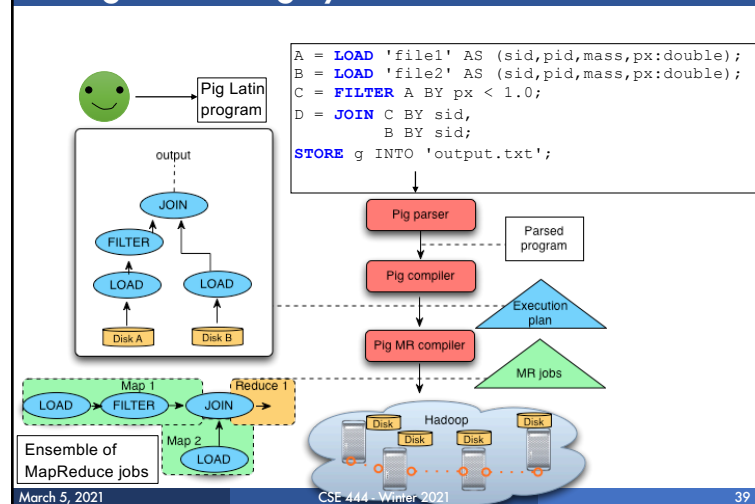 A = LOAD 'file1' AS (sid,pid,mass,px:double);
B = LOAD 'file2' AS (sid,pid,mass,px:double);
C = FILTER A BY px < 1.0;
D = JOIN C BY sid,
B BY sid;
STORE g INTO 'output.txt';
Pig Latin
program
output
JOIN
FILTER
LOAD
LOAD
Disk A
Disk B
Pig parser
Parsed
program
Pig compiler
Execution
plan
Pig MR compiler
MR jobs
Map 1
Reduce 1
LOAD
FILTER
JOIN
Map 2
LOAD
Ensemble of
MapReduce jobs
Hadoop
Disk
Disk
Disk
Disk
March 5, 2021
CSE 444 - Winter 2021
39